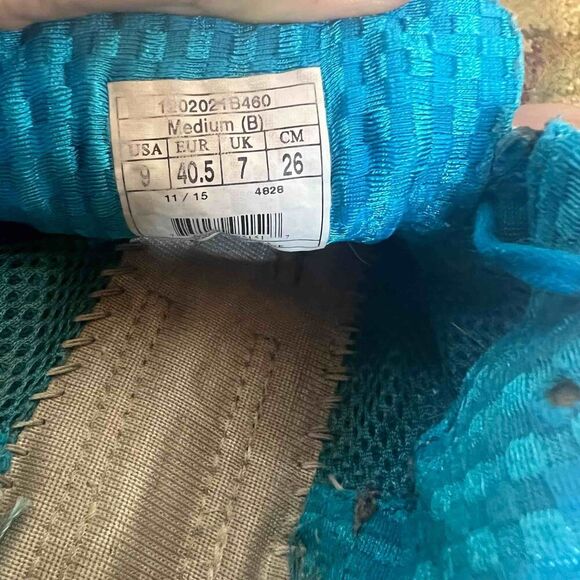 1202021B460
Medium (B)
USA EUR UK CM
9 40.5 7 26
11 / 15 4828